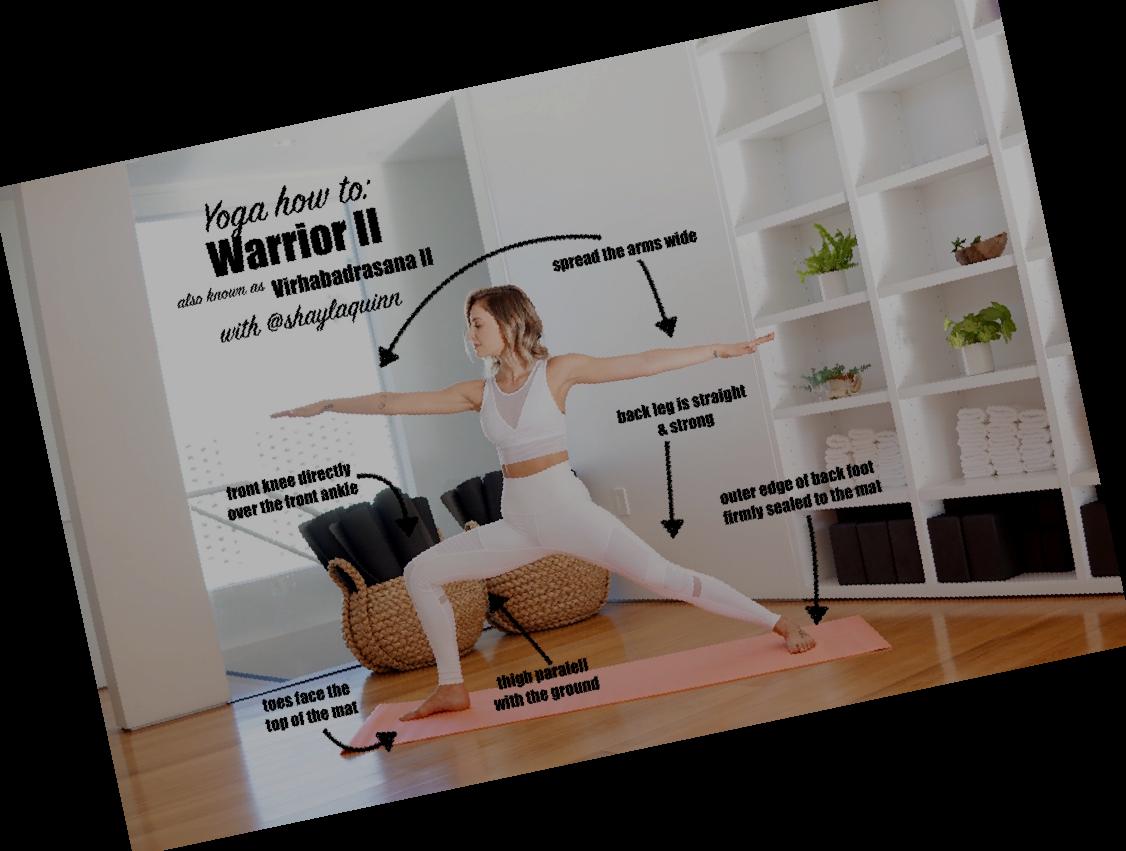 Yoga how to:
Warrior II
also known as Virhabadrasana II
with @shaylaquinn
spread the arms wide
back leg is straight
& strong
front knee directly
over the front ankle
outer edge of back foot
firmly sealed to the mat
thigh paralell
with the ground
toes face the
top of the mat